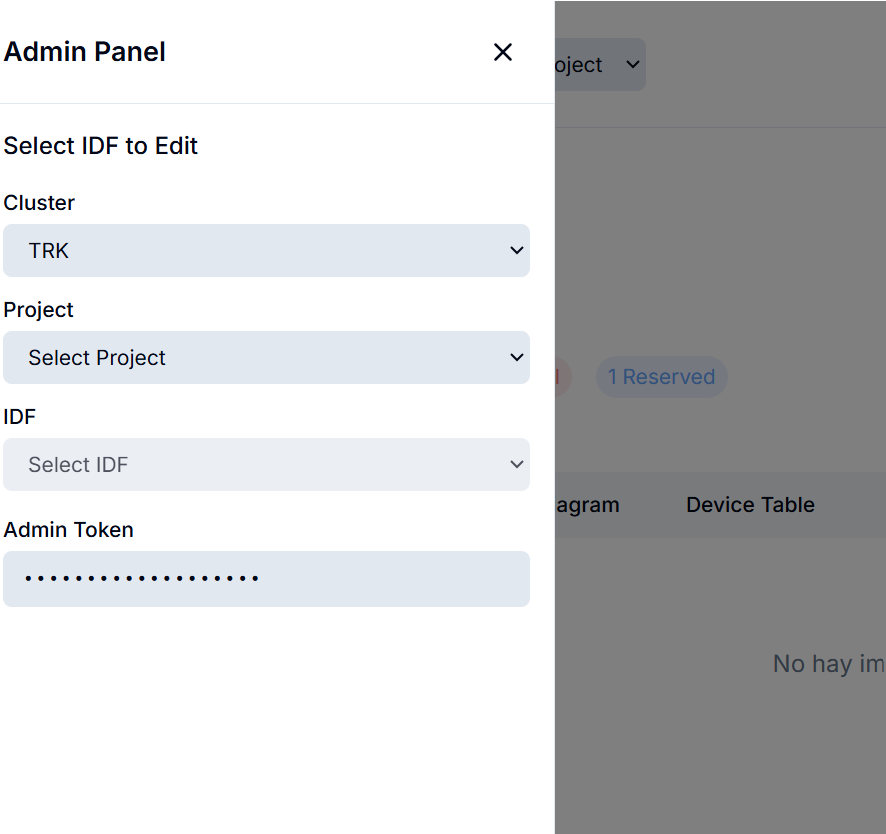 Admin Panel
oject
Select IDF to Edit
Cluster
TRK
Project
Select Project
1 Reserved
IDF
Select IDF
agram
Device Table
Admin Token
•••••••••••••••••••
No hay im